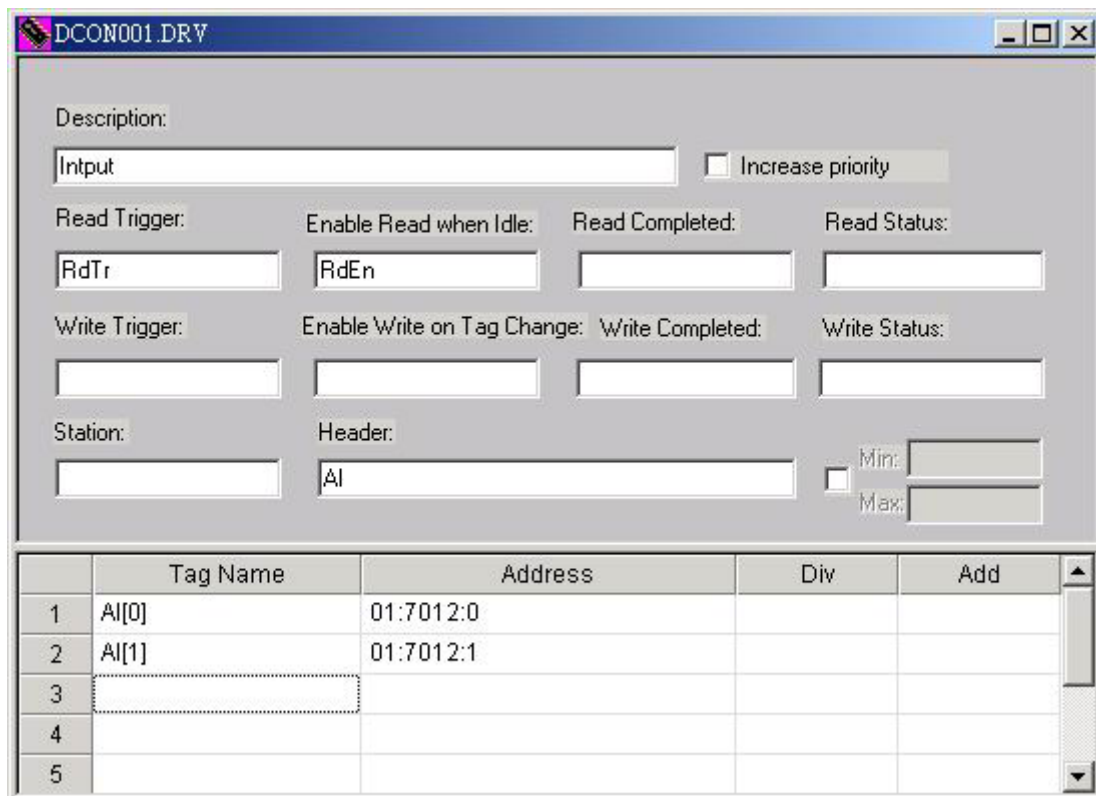 DCON001.DRV
Description:
Intput
Increase priority
Read Trigger: Enable Read when Idle: Read Completed: Read Status:
RdTr RdEn
Write Trigger: Enable Write on Tag Change: Write Completed: Write Status:
Station: Header:
AI
Min:
Max:
Tag Name Address Div Add
1 AI[0] 01:7012:0
2 AI[1] 01:7012:1
3
4
5